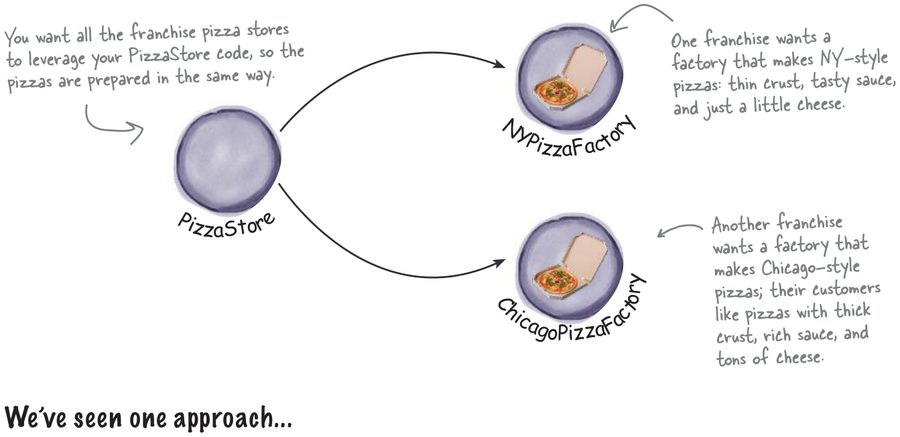 You want all the franchise pizza stores
to leverage your PizzaStore code, so the
pizzas are prepared in the same way.
PizzaStore
NYPizzaFactory
One franchise wants a
factory that makes NY-style
pizzas: thin crust, tasty sauce,
and just a little cheese.
ChicagoPizzaFactory
Another franchise
wants a factory that
makes Chicago-style
pizzas; their customers
like pizzas with thick
crust, rich sauce, and
tons of cheese.
We've seen one approach...